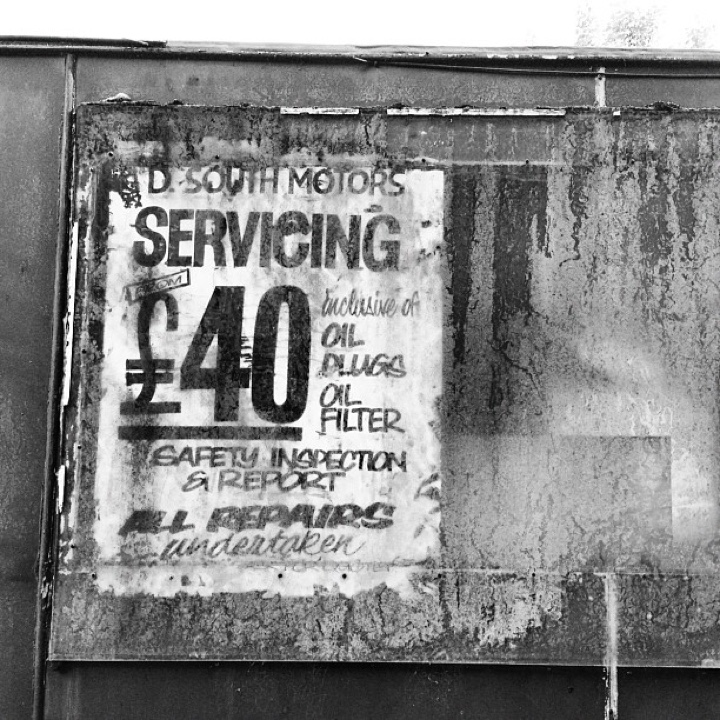 D. SOUTH MOTORS
SERVICING
FROM
£40
inclusive of
OIL
PLUGS
OIL
FILTER
SAFETY INSPECTION
& REPORT
ALL REPAIRS
undertaken